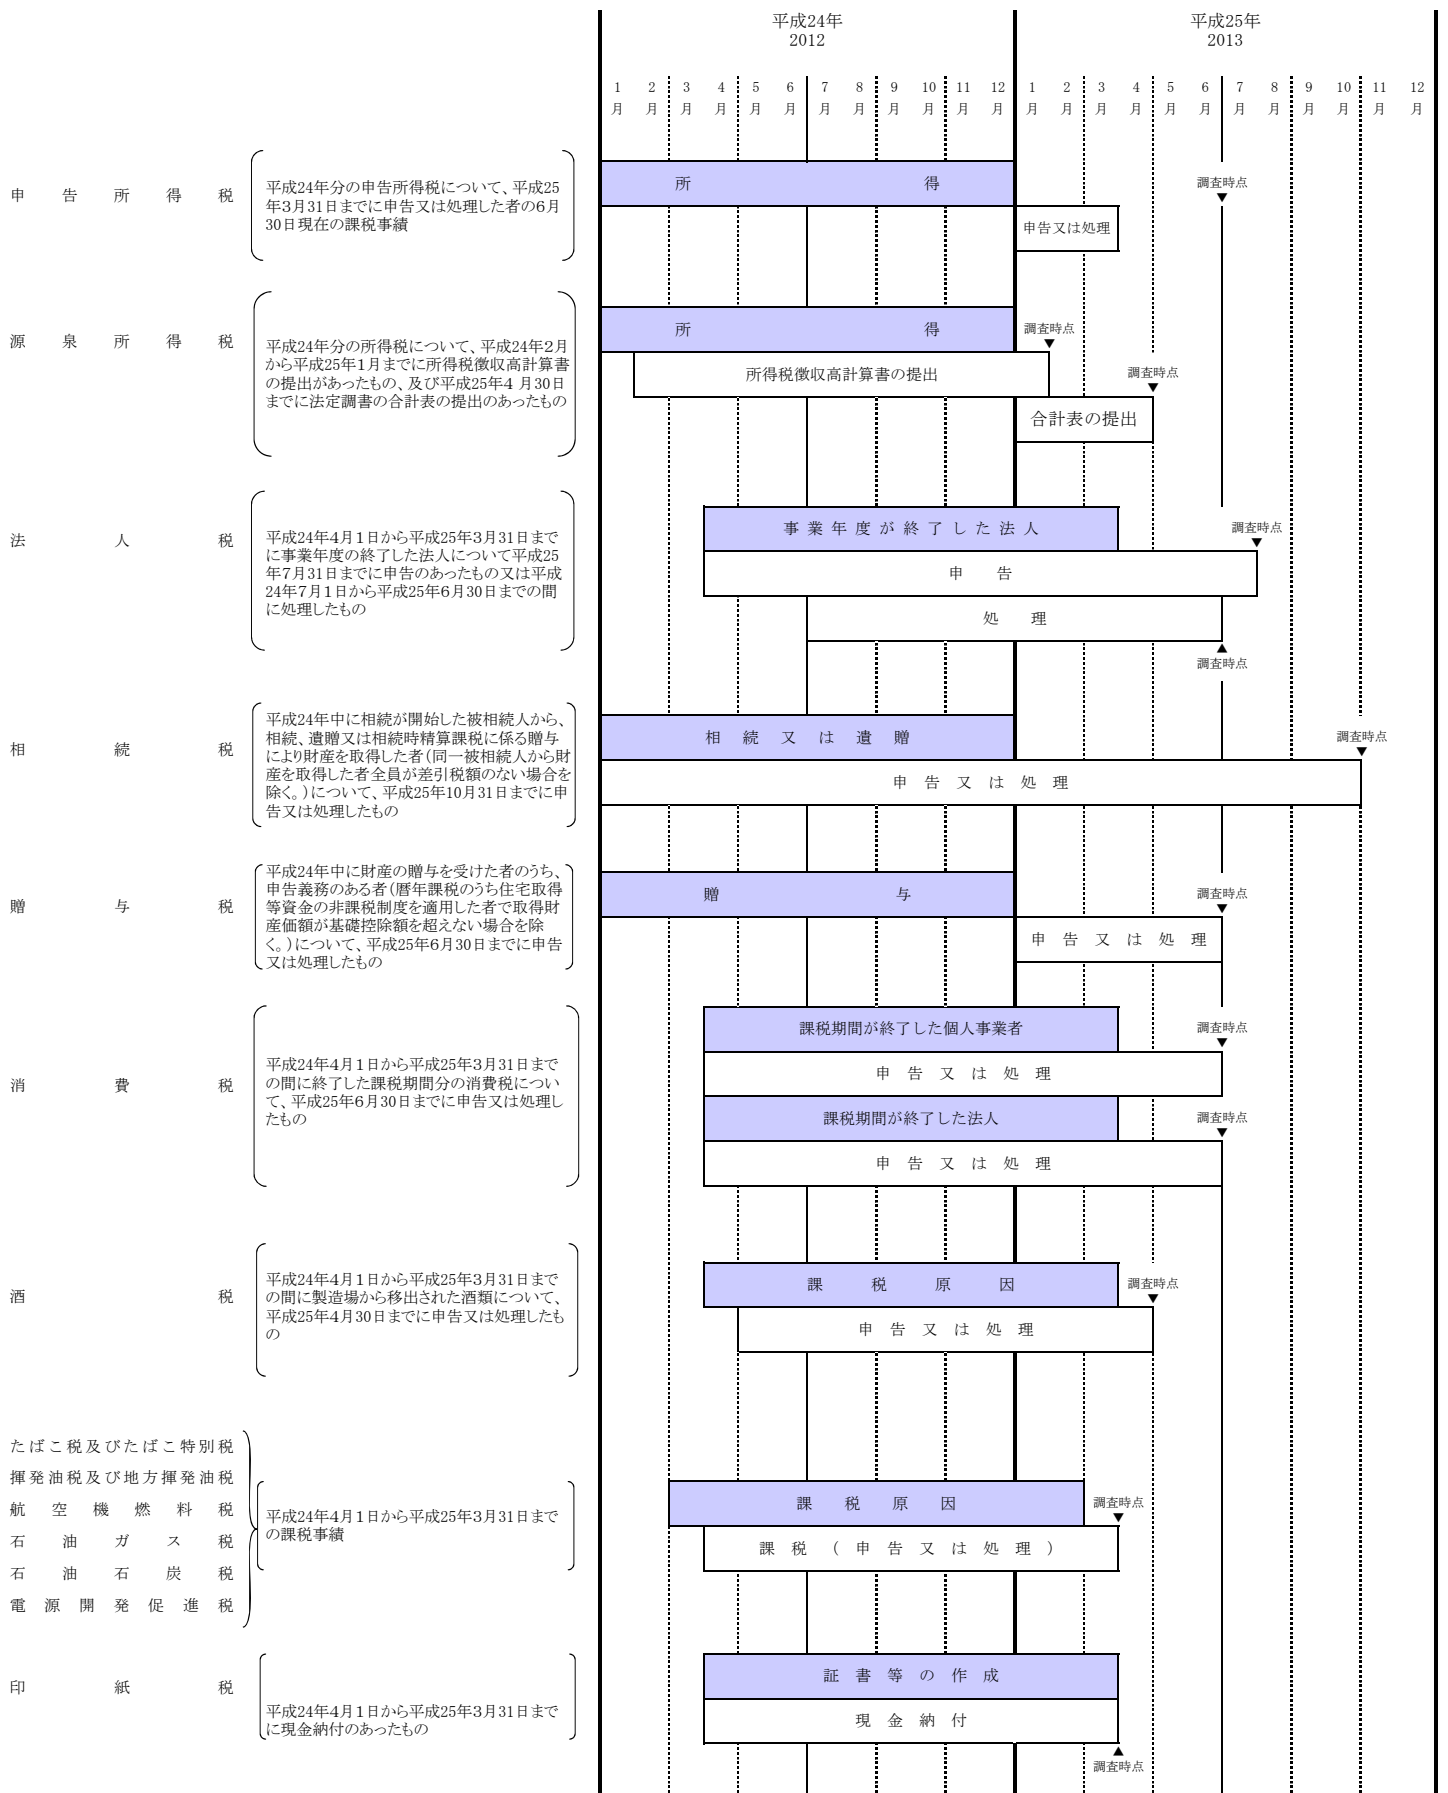 平成24年
2012
平成25年
2013
1 2 3 4 5 6 7 8 9 10 11 12 1 2 3 4 5 6 7 8 9 10 11 12
月 月 月 月 月 月 月 月 月 月 月 月 月 月 月 月 月 月 月 月 月 月 月 月
申告所得税
平成24年分の申告所得税について、平成25
年3月31日までに申告又は処理した者の6月
30日現在の課税事績
所得
調査時点
▼
申告又は処理
源泉所得税
平成24年分の所得税について、平成24年2月
から平成25年1月までに所得税徴収高計算書
の提出があったもの、及び平成25年4月30日
までに法定調書の合計表の提出のあったもの
所得
調査時点
▼
所得税徴収高計算書の提出
調査時点
▼
合計表の提出
法人税
平成24年4月1日から平成25年3月31日まで
に事業年度の終了した法人について平成25
年7月31日までに申告のあったもの又は平成
24年7月1日から平成25年6月30日までの間
に処理したもの
事業年度が終了した法人
調査時点
▼
申告
処理
▲
調査時点
相続税
平成24年中に相続が開始した被相続人から、
相続、遺贈又は相続時精算課税に係る贈与
により財産を取得した者(同一被相続人から財
産を取得した者全員が差引税額のない場合を
除く。)について、平成25年10月31日までに申
告又は処理したもの
相続又は遺贈
調査時点
▼
申告又は処理
贈与税
平成24年中に財産の贈与を受けた者のうち、
申告義務のある者(暦年課税のうち住宅取得
等資金の非課税制度を適用した者で取得財
産価額が基礎控除額を超えない場合を除
く。)について、平成25年6月30日までに申告
又は処理したもの
贈与
調査時点
▼
申告又は処理
消費税
平成24年4月1日から平成25年3月31日まで
の間に終了した課税期間分の消費税につい
て、平成25年6月30日までに申告又は処理し
たもの
課税期間が終了した個人事業者
調査時点
▼
申告又は処理
課税期間が終了した法人
調査時点
▼
申告又は処理
酒税
平成24年4月1日から平成25年3月31日まで
の間に製造場から移出された酒類について、
平成25年4月30日までに申告又は処理したも
の
課税原因
調査時点
▼
申告又は処理
たばこ税及びたばこ特別税
揮発油税及び地方揮発油税
航空機燃料税
石油ガス税
石油石炭税
電源開発促進税
平成24年4月1日から平成25年3月31日まで
の課税事績
課税原因
調査時点
▼
課税(申告又は処理)
印紙税
平成24年4月1日から平成25年3月31日まで
に現金納付のあったもの
証書等の作成
現金納付
▲
調査時点